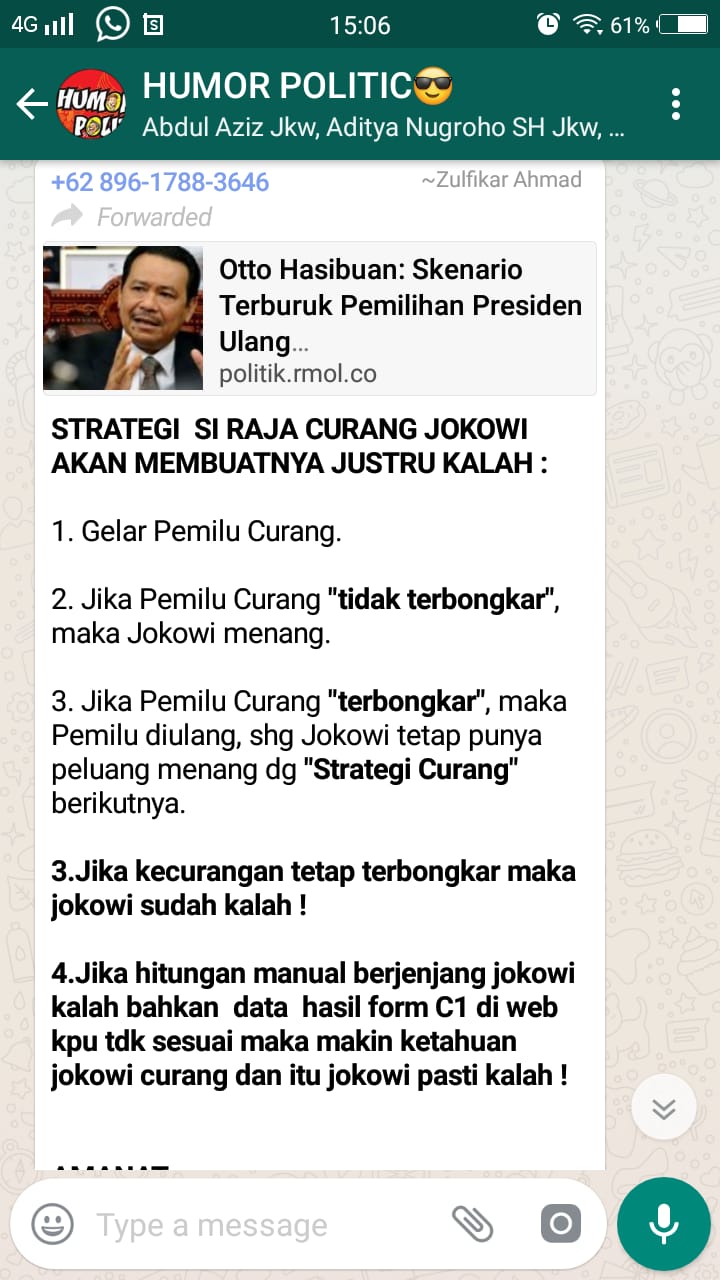 4G 15:06 61%
HUMOR POLITIC😎
HUMOR
POLI
Abdul Aziz Jkw, Aditya Nugroho SH Jkw, ...
+62 896-1788-3646 ~Zulfikar Ahmad
Forwarded
Otto Hasibuan: Skenario
Terburuk Pemilihan Presiden
Ulang...
politik.rmol.co
STRATEGI SI RAJA CURANG JOKOWI
AKAN MEMBUATNYA JUSTRU KALAH :
1. Gelar Pemilu Curang.
2. Jika Pemilu Curang "tidak terbongkar",
maka Jokowi menang.
3. Jika Pemilu Curang "terbongkar", maka
Pemilu diulang, shg Jokowi tetap punya
peluang menang dg "Strategi Curang"
berikutnya.
3.Jika kecurangan tetap terbongkar maka
jokowi sudah kalah !
4.Jika hitungan manual berjenjang jokowi
kalah bahkan data hasil form C1 di web
kpu tdk sesuai maka makin ketahuan
jokowi curang dan itu jokowi pasti kalah !
Type a message